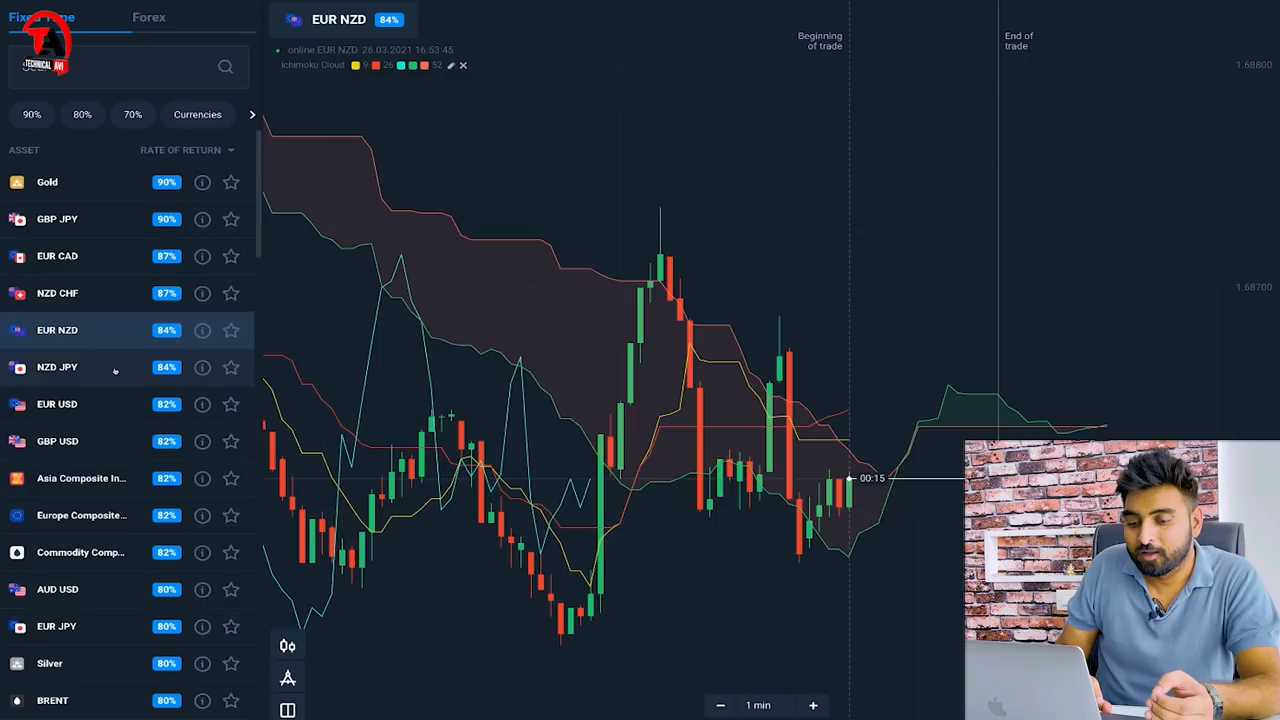 Fixed Time
Forex
TECHNICAL AVI
90%
80%
70%
Currencies
ASSET
RATE OF RETURN
Gold
90%
GBP JPY
90%
EUR CAD
87%
NZD CHF
87%
EUR NZD
84%
NZD JPY
84%
EUR USD
82%
GBP USD
82%
Asia Composite In...
82%
Europe Composite...
82%
Commodity Comp...
82%
AUD USD
80%
EUR JPY
80%
Silver
80%
BRENT
80%
EUR NZD
84%
online EUR NZD 26.03.2021 16:53:45
Ichimoku Cloud 9 26 52
Beginning
of trade
End of
trade
1.68800
1.68700
00:15
− 1 min +